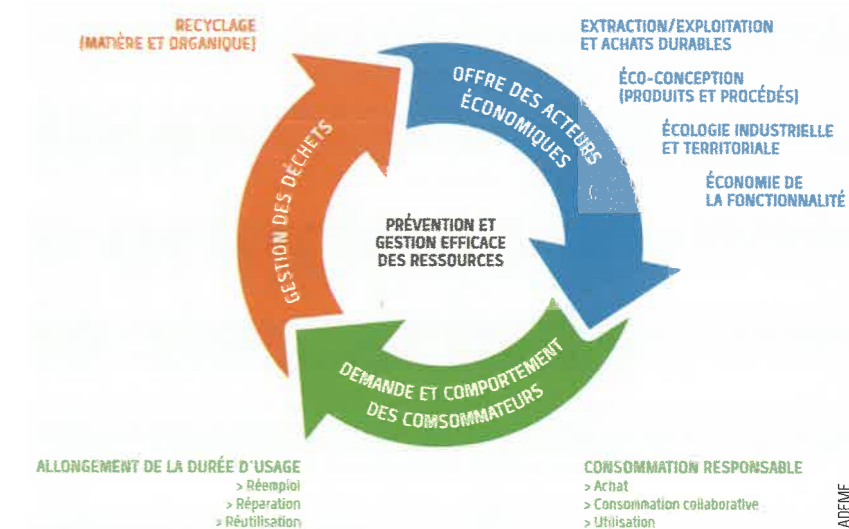 RECYCLAGE
(MATIÈRE ET ORGANIQUE)
EXTRACTION/EXPLOITATION
ET ACHATS DURABLES
ÉCO-CONCEPTION
(PRODUITS ET PROCÉDÉS)
ÉCOLOGIE INDUSTRIELLE
ET TERRITORIALE
ÉCONOMIE DE
LA FONCTIONNALITÉ
OFFRE DES ACTEURS
ÉCONOMIQUES
GESTION DES DÉCHETS
PRÉVENTION ET
GESTION EFFICACE
DES RESSOURCES
DEMANDE ET COMPORTEMENT
DES COMSOMMATEURS
ALLONGEMENT DE LA DURÉE D'USAGE
> Réemploi
> Réparation
> Réutilisation
CONSOMMATION RESPONSABLE
> Achat
> Consommation collaborative
> Utilisation
ADEME